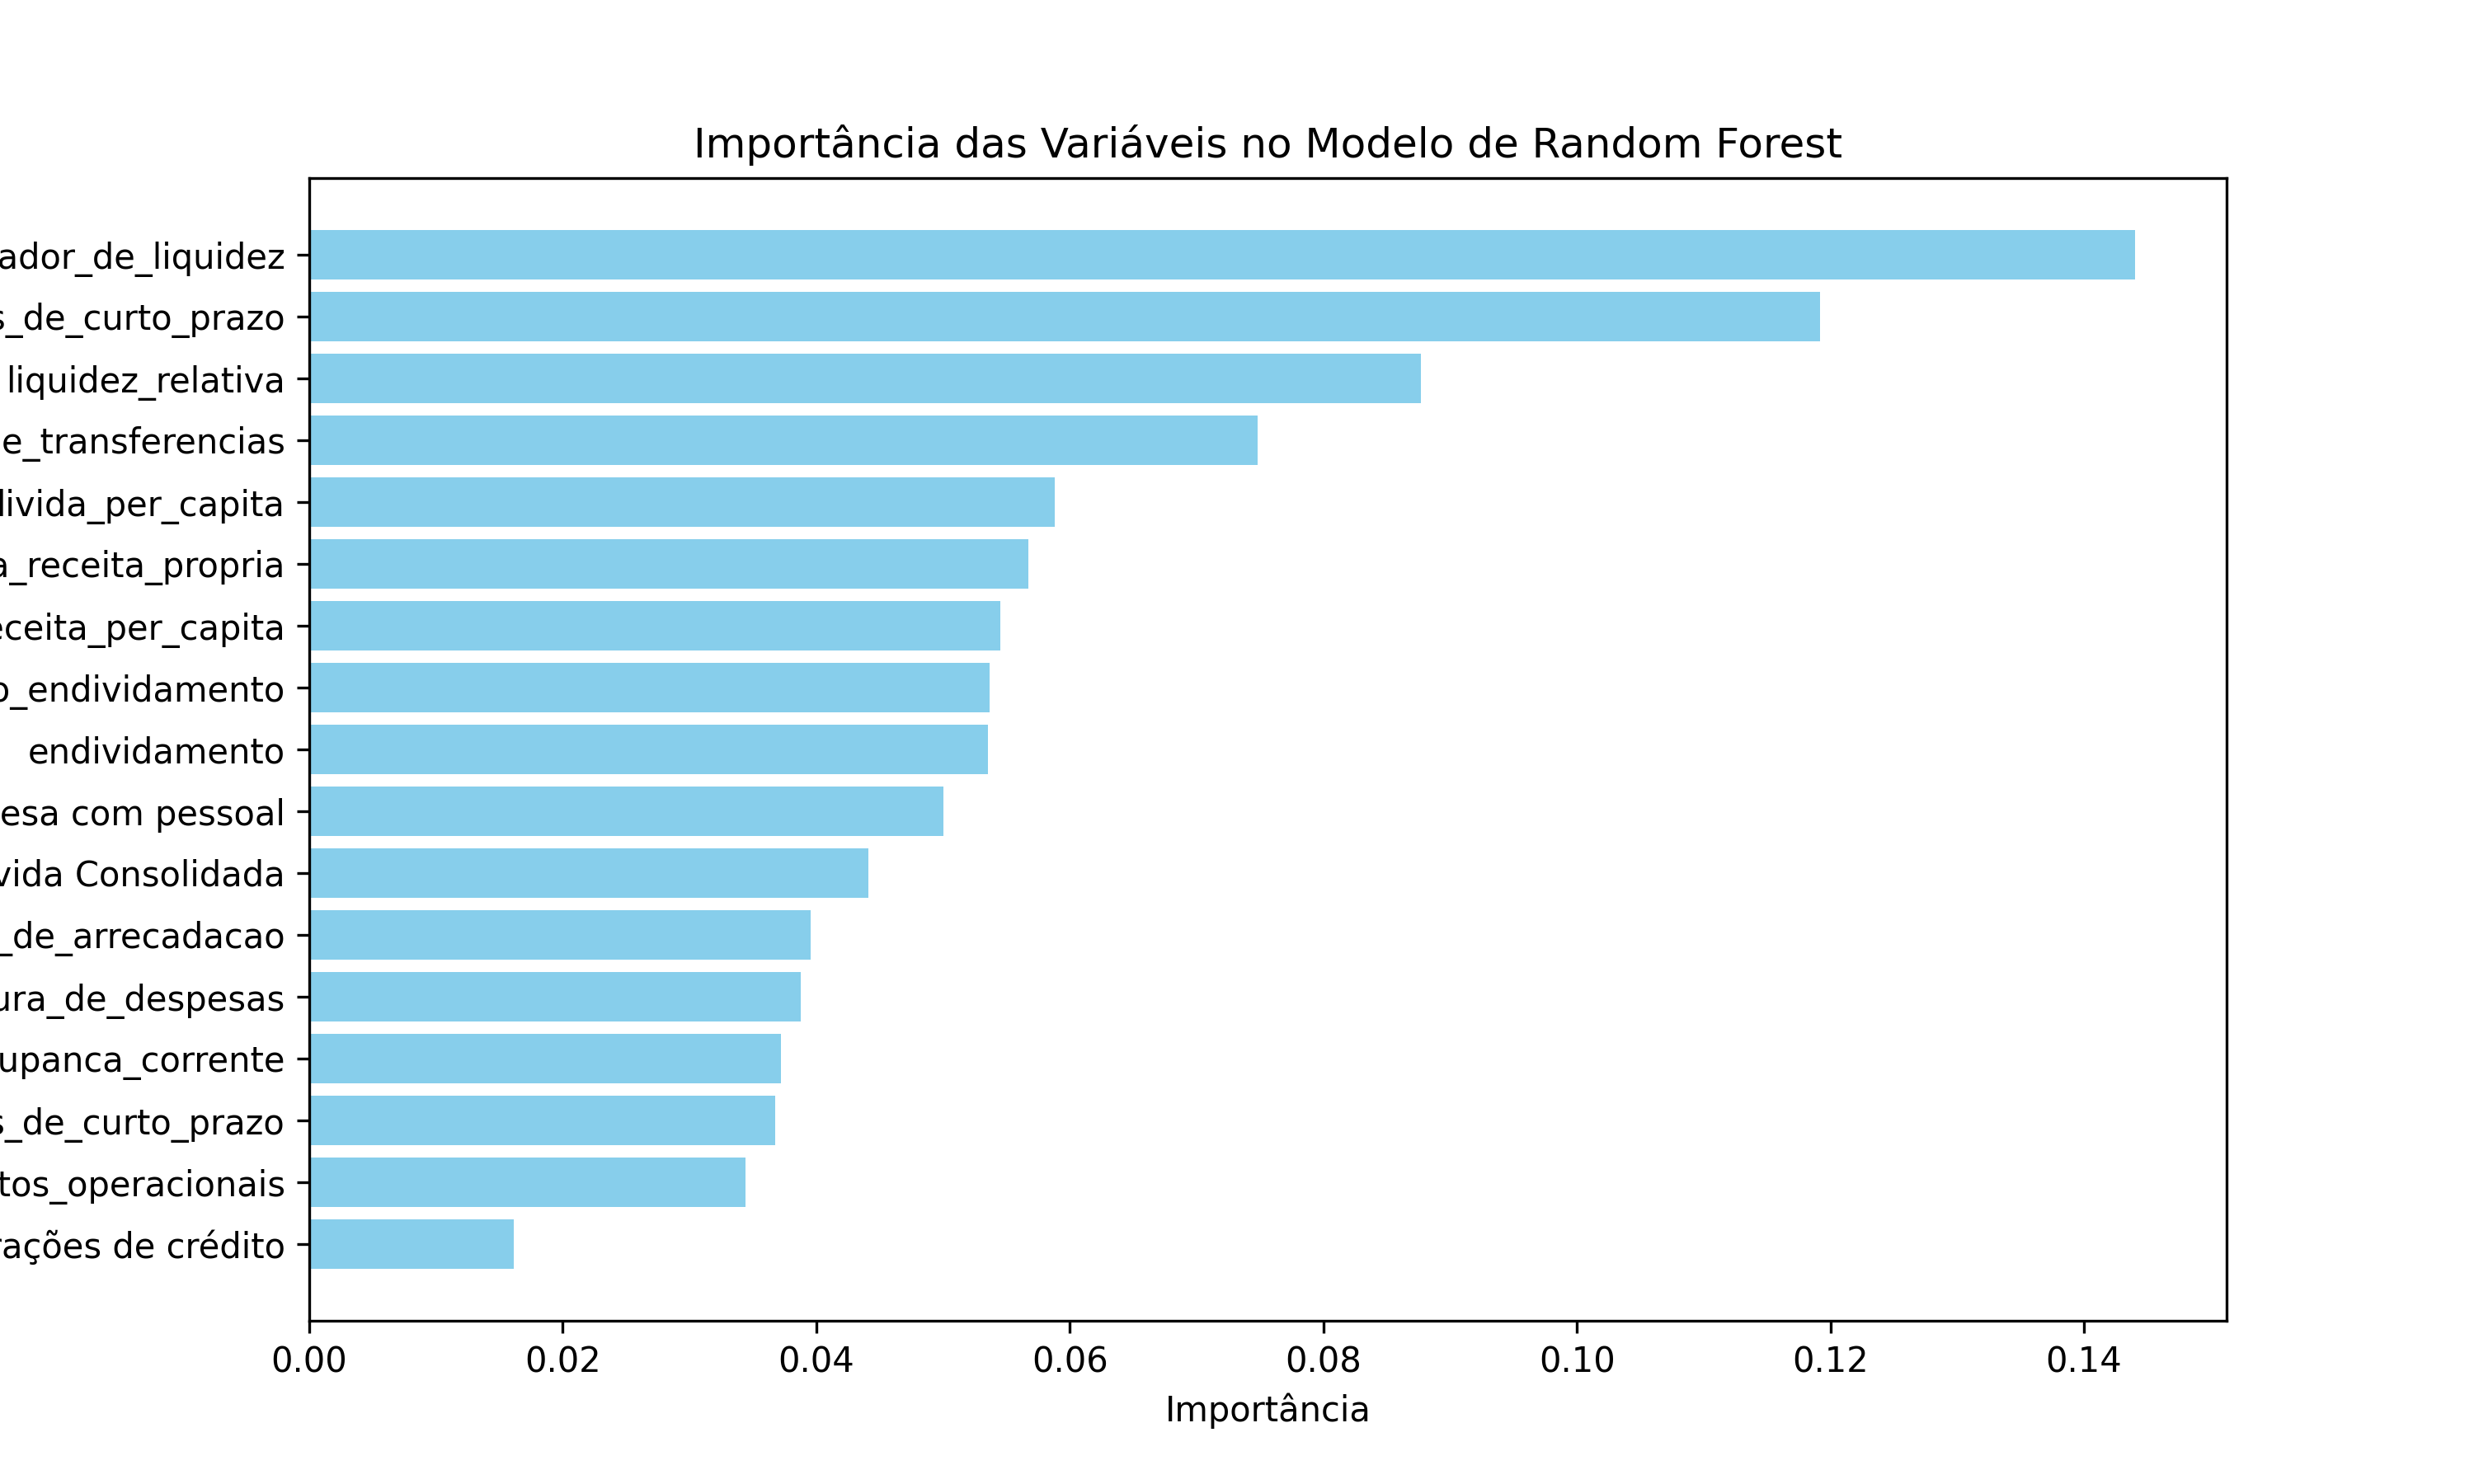 Importância das Variáveis no Modelo de Random Forest
ador_de_liquidez
s_de_curto_prazo
liquidez_relativa
e_transferencias
livida_per_capita
a_receita_propria
eceita_per_capita
o_endividamento
endividamento
esa com pessoal
vida Consolidada
_de_arrecadacao
ura_de_despesas
upanca_corrente
s_de_curto_prazo
tos_operacionais
rações de crédito
0.00 0.02 0.04 0.06 0.08 0.10 0.12 0.14
Importância